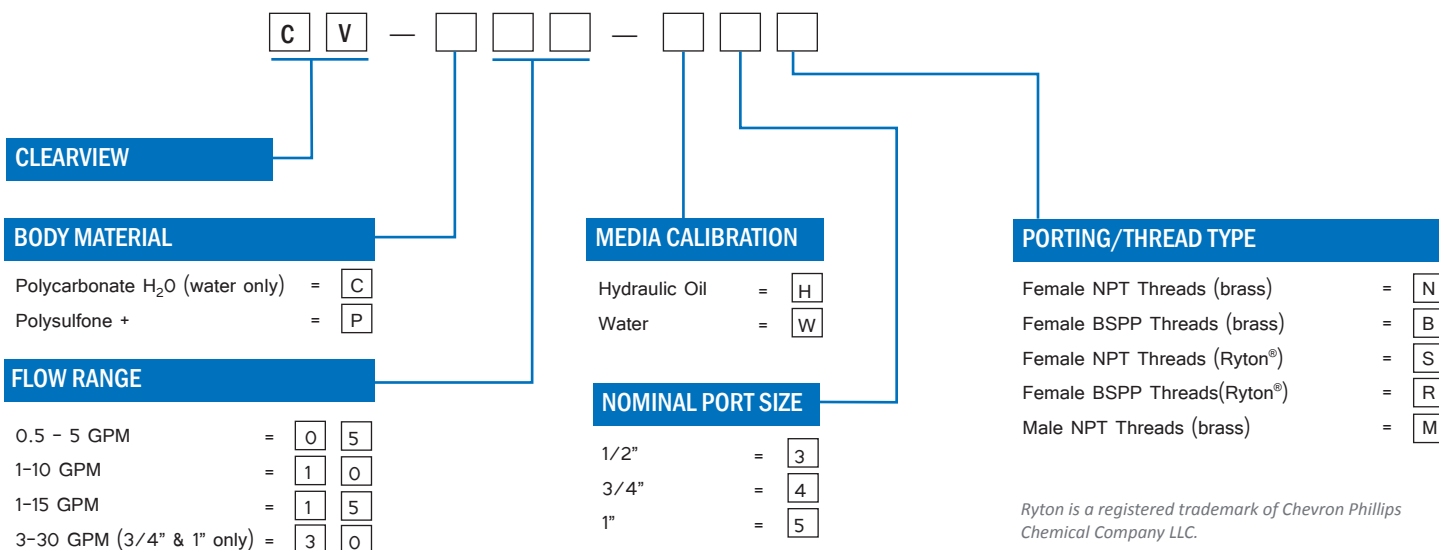 C V — —
CLEARVIEW
BODY MATERIAL
Polycarbonate H₂O (water only) = C
Polysulfone + = P
FLOW RANGE
0.5 - 5 GPM = 0 5
1-10 GPM = 1 0
1-15 GPM = 1 5
3-30 GPM (3/4" & 1" only) = 3 0
MEDIA CALIBRATION
Hydraulic Oil = H
Water = W
NOMINAL PORT SIZE
1/2” = 3
3/4” = 4
1” = 5
PORTING/THREAD TYPE
Female NPT Threads (brass) = N
Female BSPP Threads (brass) = B
Female NPT Threads (Ryton®) = S
Female BSPP Threads(Ryton®) = R
Male NPT Threads (brass) = M
Ryton is a registered trademark of Chevron Phillips
Chemical Company LLC.